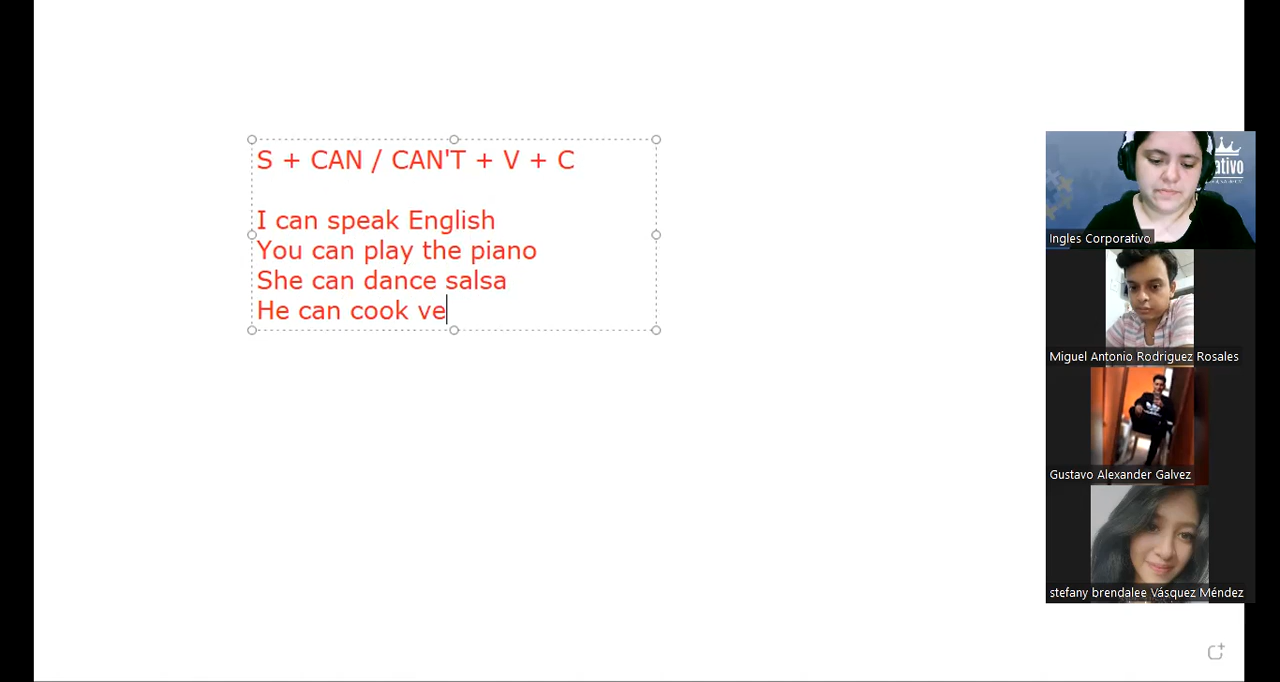 S + CAN / CAN'T + V + C
I can speak English
You can play the piano
She can dance salsa
He can cook ve
ativo
Ingles Corporativo
Miguel Antonio Rodriguez Rosales
Gustavo Alexander Galvez
stefany brendalee Vásquez Méndez